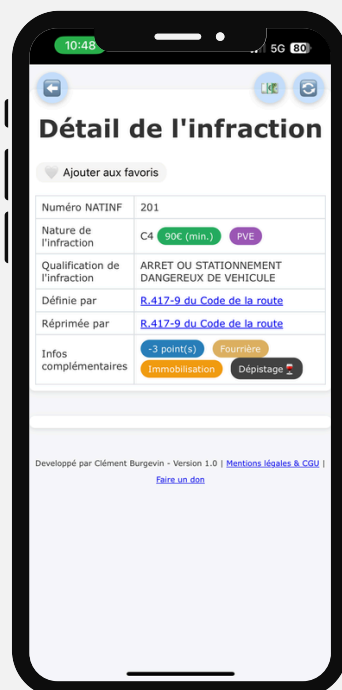 10:48
5G 80
Détail de l'infraction
Ajouter aux favoris
Numéro NATINF 201
Nature de
l'infraction
C4 90€ (min.) PVE
Qualification de
l'infraction
ARRET OU STATIONNEMENT
DANGEREUX DE VEHICULE
Définie par R.417-9 du Code de la route
Réprimée par R.417-9 du Code de la route
Infos
complémentaires
-3 point(s) Fourrière
Immobilisation Dépistage
Developpé par Clément Burgevin - Version 1.0 | Mentions légales & CGU |
Faire un don